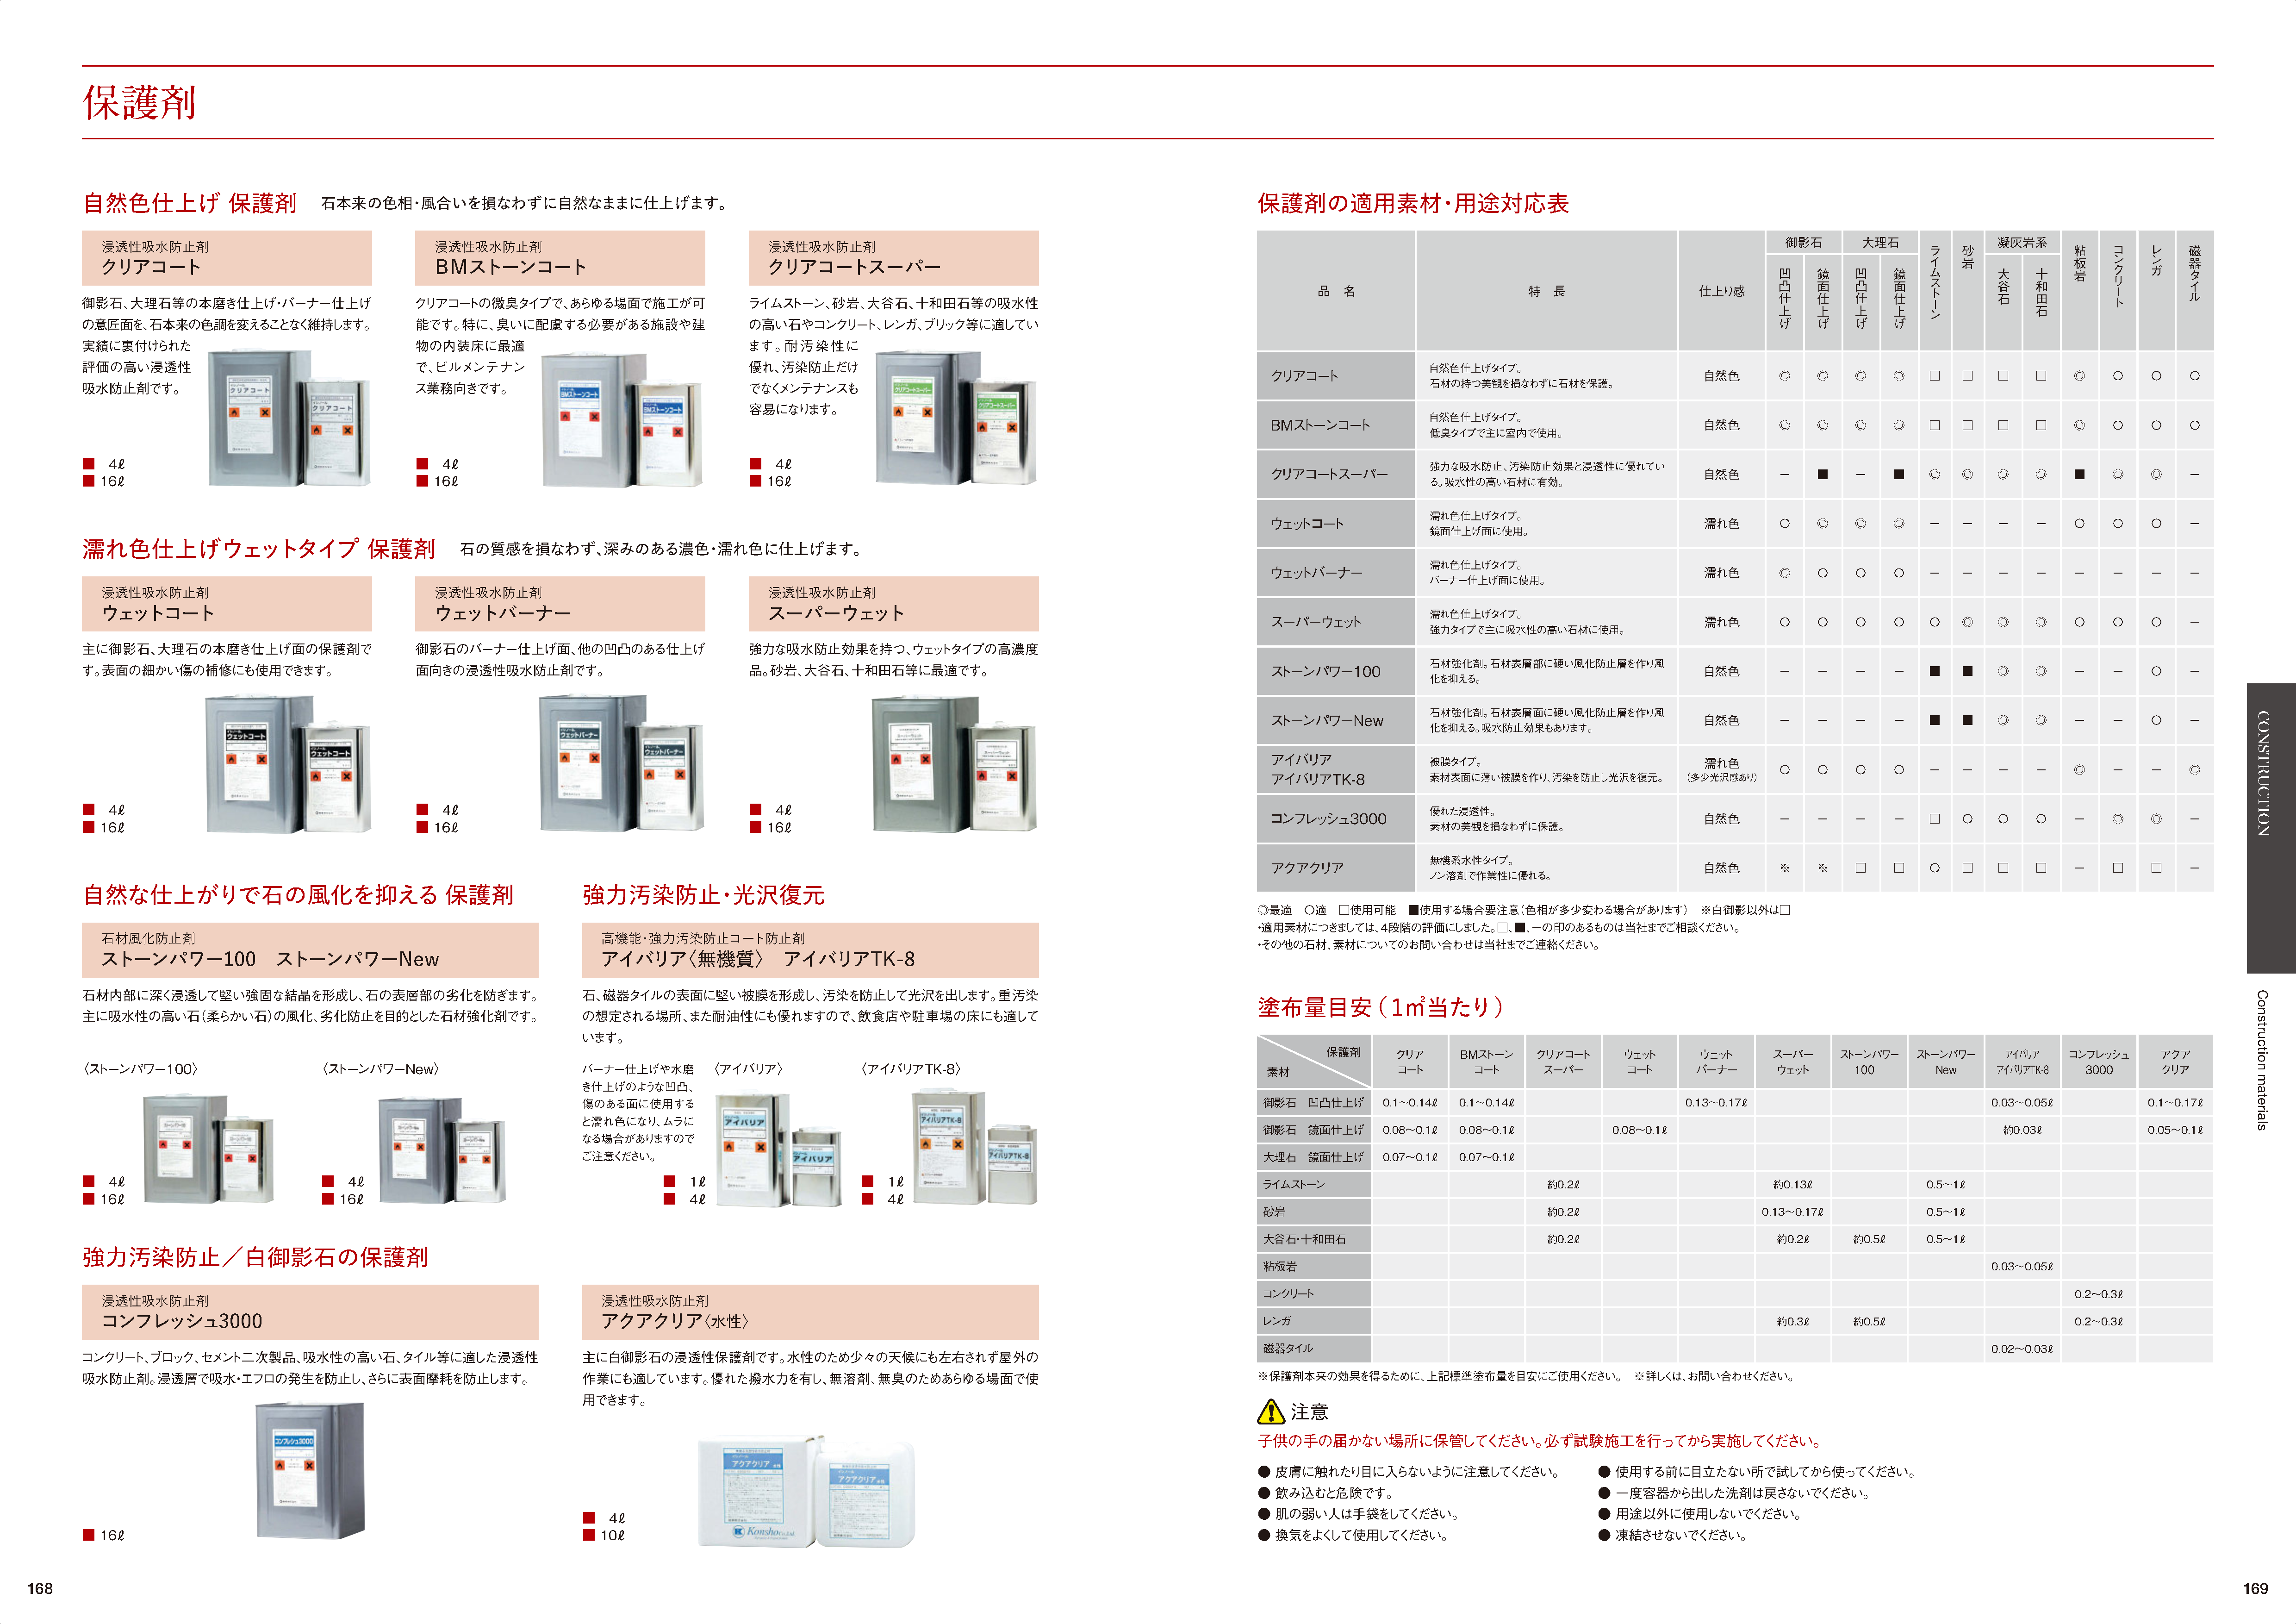 保護剤
自然色仕上げ 保護剤 石本来の色相・風合いを損なわずに自然なままに仕上げます。
浸透性吸水防止剤
クリアコート
御影石、大理石等の本磨き仕上げ・バーナー仕上げ
の意匠面を、石本来の色調を変えることなく維持します。
実績に裏付けられた
評価の高い浸透性
吸水防止剤です。
■ 4ℓ
■ 16ℓ
浸透性吸水防止剤
BMストーンコート
クリアコートの微臭タイプで、あらゆる場面で施工が可
能です。特に、臭いに配慮する必要がある施設や建
物の内装床に最適
で、ビルメンテナン
ス業務向きです。
■ 4ℓ
■ 16ℓ
浸透性吸水防止剤
クリアコートスーパー
ライムストーン、砂岩、大谷石、十和田石等の吸水性
の高い石やコンクリート、レンガ、ブリック等に適してい
ます。耐汚染性に
優れ、汚染防止だけ
でなくメンテナンスも
容易になります。
■ 4ℓ
■ 16ℓ
濡れ色仕上げウェットタイプ 保護剤 石の質感を損なわず、深みのある濃色・濡れ色に仕上げます。
浸透性吸水防止剤
ウェットコート
主に御影石、大理石の本磨き仕上げ面の保護剤で
す。表面の細かい傷の補修にも使用できます。
■ 4ℓ
■ 16ℓ
浸透性吸水防止剤
ウェットバーナー
御影石のバーナー仕上げ面、他の凹凸のある仕上げ
面向きの浸透性吸水防止剤です。
■ 4ℓ
■ 16ℓ
浸透性吸水防止剤
スーパーウェット
強力な吸水防止効果を持つ、ウェットタイプの高濃度
品。砂岩、大谷石、十和田石等に最適です。
■ 4ℓ
■ 16ℓ
自然な仕上がりで石の風化を抑える 保護剤
石材風化防止剤
ストーンパワー100 ストーンパワーNew
石材内部に深く浸透して堅い強固な結晶を形成し、石の表層部の劣化を防ぎます。
主に吸水性の高い石(柔らかい石)の風化、劣化防止を目的とした石材強化剤です。
〈ストーンパワー100〉
■ 4ℓ
■ 16ℓ
〈ストーンパワーNew〉
■ 4ℓ
■ 16ℓ
強力汚染防止・光沢復元
高機能・強力汚染防止コート防止剤
アイバリア〈無機質〉 アイバリアTK-8
石、磁器タイルの表面に堅い被膜を形成し、汚染を防止して光沢を出します。重汚染
の想定される場所、また耐油性にも優れますので、飲食店や駐車場の床にも適して
います。
バーナー仕上げや水磨
き仕上げのような凹凸、
傷のある面に使用する
と濡れ色になり、ムラに
なる場合がありますので
ご注意ください。
〈アイバリア〉
■ 1ℓ
■ 4ℓ
〈アイバリアTK-8〉
■ 1ℓ
■ 4ℓ
強力汚染防止／白御影石の保護剤
浸透性吸水防止剤
コンフレッシュ3000
コンクリート、ブロック、セメント二次製品、吸水性の高い石、タイル等に適した浸透性
吸水防止剤。浸透層で吸水・エフロの発生を防止し、さらに表面摩耗を防止します。
■ 16ℓ
浸透性吸水防止剤
アクアクリア〈水性〉
主に白御影石の浸透性保護剤です。水性のため少々の天候にも左右されず屋外の
作業にも適しています。優れた撥水力を有し、無溶剤、無臭のためあらゆる場面で使
用できます。
■ 4ℓ
■ 10ℓ
168
保護剤の適用素材・用途対応表
品名 特長 仕上り感 御影石 大理石 ライムストーン 砂岩 凝灰岩系 粘板岩 コンクリート レンガ 磁器タイル
凹凸仕上げ 鏡面仕上げ 凹凸仕上げ 鏡面仕上げ 大谷石 十和田石
クリアコート 自然色仕上げタイプ。 自然色 ◎ ◎ ◎ ◎ □ □ □ □ ◎ ○ ○ ○
石材の持つ美観を損なわずに石材を保護。
BMストーンコート 自然色仕上げタイプ。 自然色 ◎ ◎ ◎ ◎ □ □ □ □ ◎ ○ ○ ○
低臭タイプで主に室内で使用。
クリアコートスーパー 強力な吸水防止、汚染防止効果と浸透性に優れてい 自然色 － ■ － ■ ◎ ◎ ◎ ◎ ■ ◎ ◎ －
る。吸水性の高い石材に有効。
ウェットコート 濡れ色仕上げタイプ。 濡れ色 ○ ◎ ◎ ◎ － － － － ○ ○ ○ －
鏡面仕上げ面に使用。
ウェットバーナー 濡れ色仕上げタイプ。 濡れ色 ◎ ○ ○ ○ － － － － － － － －
バーナー仕上げ面に使用。
スーパーウェット 濡れ色仕上げタイプ。 濡れ色 ○ ○ ○ ○ ○ ◎ ◎ ◎ ○ ○ ○ －
強力タイプで主に吸水性の高い石材に使用。
ストーンパワー100 石材強化剤。石材表層部に硬い風化防止層を作り風 自然色 － － － － ■ ■ ◎ ◎ － － ○ －
化を抑える。
ストーンパワーNew 石材強化剤。石材表層面に硬い風化防止層を作り風 自然色 － － － － ■ ■ ◎ ◎ － － ○ －
化を抑える。吸水防止効果もあります。
アイバリア 被膜タイプ。 濡れ色 ○ ○ ○ ○ － － － － ◎ － － ◎
アイバリアTK-8 素材表面に薄い被膜を作り、汚染を防止し光沢を復元。 (多少光沢感あり)
コンフレッシュ3000 優れた浸透性。 自然色 － － － － □ ○ ○ ○ － ◎ ◎ －
素材の美観を損なわずに保護。
アクアクリア 無機系水性タイプ。 自然色 ※ ※ □ □ ○ □ □ □ － □ □ －
ノン溶剤で作業性に優れる。
◎最適 ○適 □使用可能 ■使用する場合要注意(色相が多少変わる場合があります) ※白御影以外は□
・適用素材につきましては、4段階の評価にしました。□、■、ーの印のあるものは当社までご相談ください。
・その他の石材、素材についてのお問い合わせは当社までご連絡ください。
塗布量目安(1㎡当たり)
保護剤 素材 クリアコート BMストーンコート クリアコートスーパー ウェットコート ウェットバーナー スーパーウェット ストーンパワー100 ストーンパワーNew アイバリア アイバリアTK-8 コンフレッシュ3000 アクアクリア
御影石 凹凸仕上げ 0.1～0.14ℓ 0.1～0.14ℓ 0.13～0.17ℓ 0.03～0.05ℓ 0.1～0.17ℓ
御影石 鏡面仕上げ 0.08～0.1ℓ 0.08～0.1ℓ 0.08～0.1ℓ 約0.03ℓ 0.05～0.1ℓ
大理石 鏡面仕上げ 0.07～0.1ℓ 0.07～0.1ℓ
ライムストーン 約0.2ℓ 約0.13ℓ 0.5～1ℓ
砂岩 約0.2ℓ 0.13～0.17ℓ 0.5～1ℓ
大谷石・十和田石 約0.2ℓ 約0.2ℓ 約0.5ℓ 0.5～1ℓ
粘板岩 0.03～0.05ℓ
コンクリート 0.2～0.3ℓ
レンガ 約0.3ℓ 約0.5ℓ 0.2～0.3ℓ
磁器タイル 0.02～0.03ℓ
※保護剤本来の効果を得るために、上記標準塗布量を目安にご使用ください。 ※詳しくは、お問い合わせください。
注意
子供の手の届かない場所に保管してください。必ず試験施工を行ってから実施してください。
● 皮膚に触れたり目に入らないように注意してください。
● 飲み込むと危険です。
● 肌の弱い人は手袋をしてください。
● 換気をよくして使用してください。
● 使用する前に目立たない所で試してから使ってください。
● 一度容器から出した洗剤は戻さないでください。
● 用途以外に使用しないでください。
● 凍結させないでください。
CONSTRUCTION
Construction materials
169